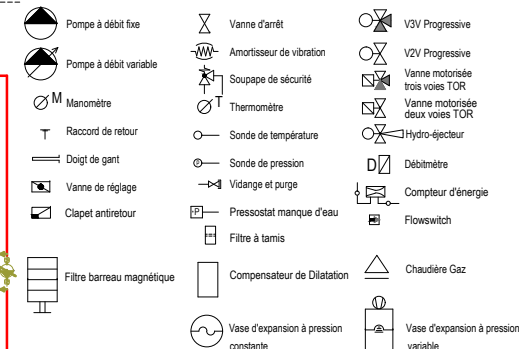 Pompe à débit fixe
Pompe à débit variable
M Manomètre
Raccord de retour
Doigt de gant
Vanne de réglage
Clapet antiretour
Filtre barreau magnétique
Vanne d'arrêt
Amortisseur de vibration
Soupape de sécurité
T Thermomètre
Sonde de température
P Sonde de pression
Vidange et purge
P Pressostat manque d'eau
Filtre à tamis
Compensateur de Dilatation
Vase d'expansion à pression
constante
V3V Progressive
V2V Progressive
Vanne motorisée
trois voies TOR
Vanne motorisée
deux voies TOR
Hydro-éjecteur
D Débitmètre
Compteur d'énergie
Flowswitch
Chaudière Gaz
Vase d'expansion à pression
variable